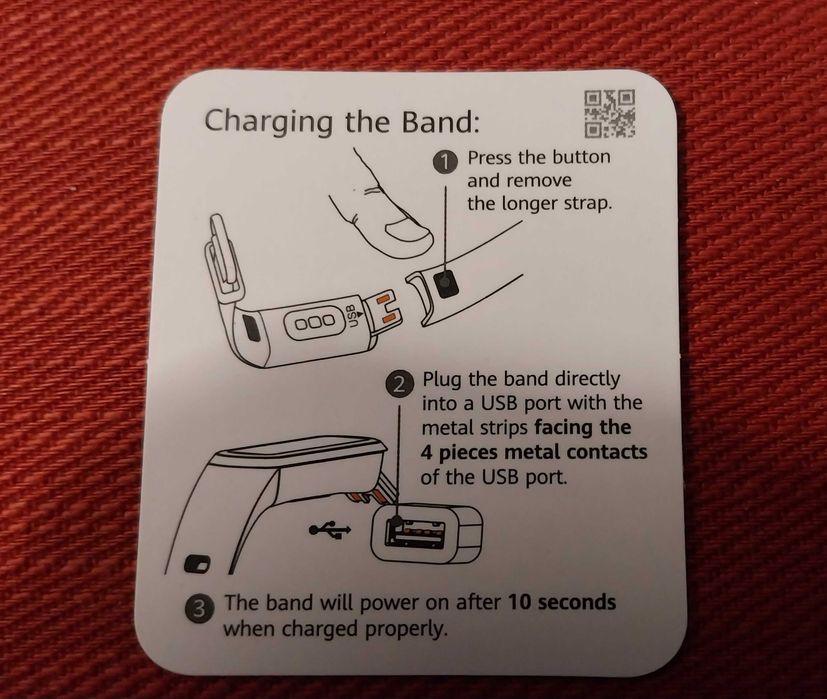 Charging the Band:
1 Press the button
and remove
the longer strap.
USB
2 Plug the band directly
into a USB port with the
metal strips facing the
4 pieces metal contacts
of the USB port.
3 The band will power on after 10 seconds
when charged properly.